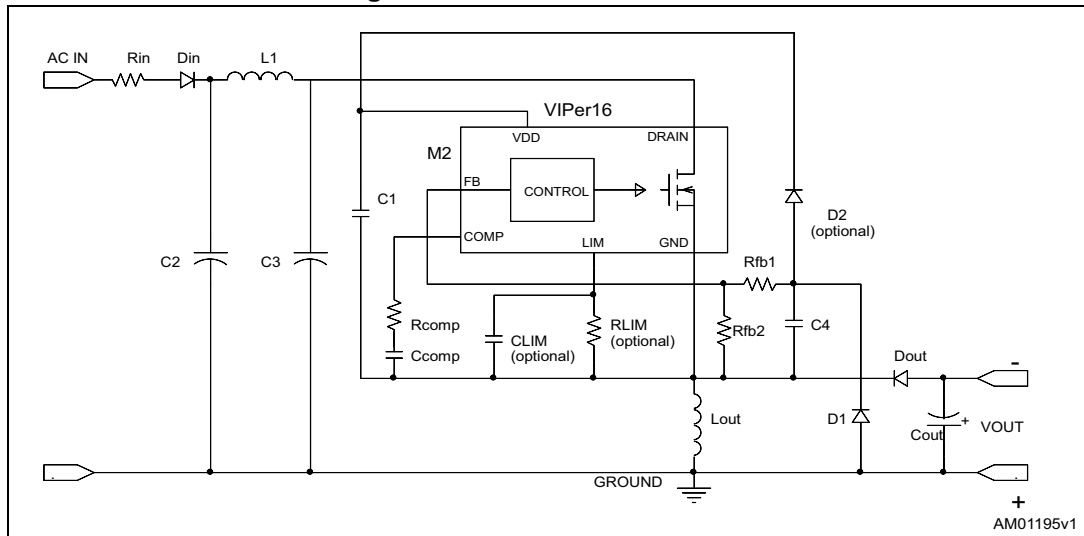 AC IN
Rin
Din
L1
VIPer16
VDD
DRAIN
M2
FB
CONTROL
C1
D2
(optional)
COMP
LIM
GND
C2
C3
Rfb1
Rcomp
CLIM
(optional)
RLIM
(optional)
Rfb2
C4
Ccomp
Dout
-
Lout
D1
Cout
+
VOUT
GROUND
+
AM01195v1